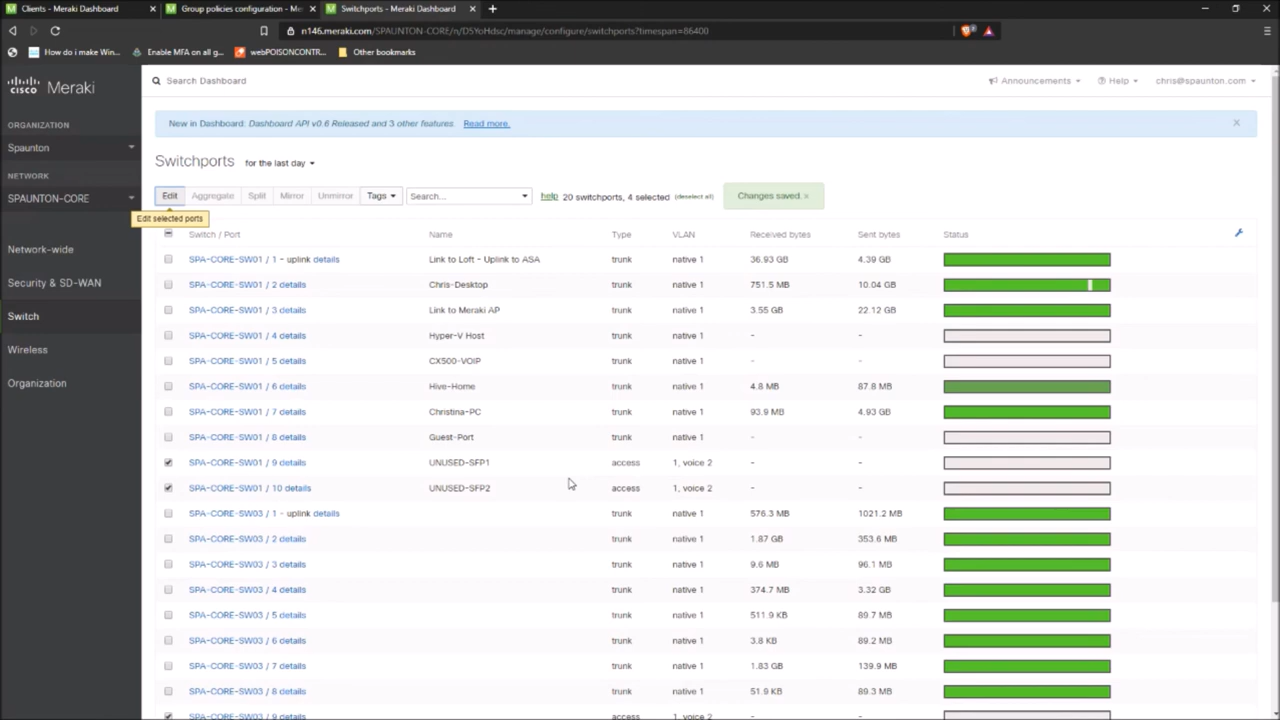 Clients - Meraki Dashboard
Group policies configuration - Me
Switchports - Meraki Dashboard
n146.meraki.com/SPAUNTON-CORE/n/D5YoHdsc/manage/configure/switchports?timespan=86400
How do i make Win...
Enable MFA on all g...
webPOISONCONTR...
Other bookmarks
cisco Meraki
Search Dashboard
Announcements
Help
chris@spaunton.com
ORGANIZATION
Spaunton
NETWORK
SPAUNTON-CORE
Network-wide
Security & SD-WAN
Switch
Wireless
Organization
New in Dashboard: Dashboard API v0.6 Released and 3 other features. Read more.
Switchports for the last day
Edit Aggregate Split Mirror Unmirror Tags Search... help 20 switchports, 4 selected (deselect all) Changes saved. ×
Edit selected ports
Switch / Port Name Type VLAN Received bytes Sent bytes Status
SPA-CORE-SW01 / 1 - uplink details Link to Loft - Uplink to ASA trunk native 1 36.93 GB 4.39 GB
SPA-CORE-SW01 / 2 details Chris-Desktop trunk native 1 751.5 MB 10.04 GB
SPA-CORE-SW01 / 3 details Link to Meraki AP trunk native 1 3.55 GB 22.12 GB
SPA-CORE-SW01 / 4 details Hyper-V Host trunk native 1 - -
SPA-CORE-SW01 / 5 details CX500-VOIP trunk native 1 - -
SPA-CORE-SW01 / 6 details Hive-Home trunk native 1 4.8 MB 87.8 MB
SPA-CORE-SW01 / 7 details Christina-PC trunk native 1 93.9 MB 4.93 GB
SPA-CORE-SW01 / 8 details Guest-Port trunk native 1 - -
SPA-CORE-SW01 / 9 details UNUSED-SFP1 access 1, voice 2 - -
SPA-CORE-SW01 / 10 details UNUSED-SFP2 access 1, voice 2 - -
SPA-CORE-SW03 / 1 - uplink details trunk native 1 576.3 MB 1021.2 MB
SPA-CORE-SW03 / 2 details trunk native 1 1.87 GB 353.6 MB
SPA-CORE-SW03 / 3 details trunk native 1 9.6 MB 96.1 MB
SPA-CORE-SW03 / 4 details trunk native 1 374.7 MB 3.32 GB
SPA-CORE-SW03 / 5 details trunk native 1 511.9 KB 89.7 MB
SPA-CORE-SW03 / 6 details trunk native 1 3.8 KB 89.2 MB
SPA-CORE-SW03 / 7 details trunk native 1 1.83 GB 139.9 MB
SPA-CORE-SW03 / 8 details trunk native 1 51.9 KB 89.3 MB
SPA-CORE-SW03 / 9 details access 1, voice 2 - -